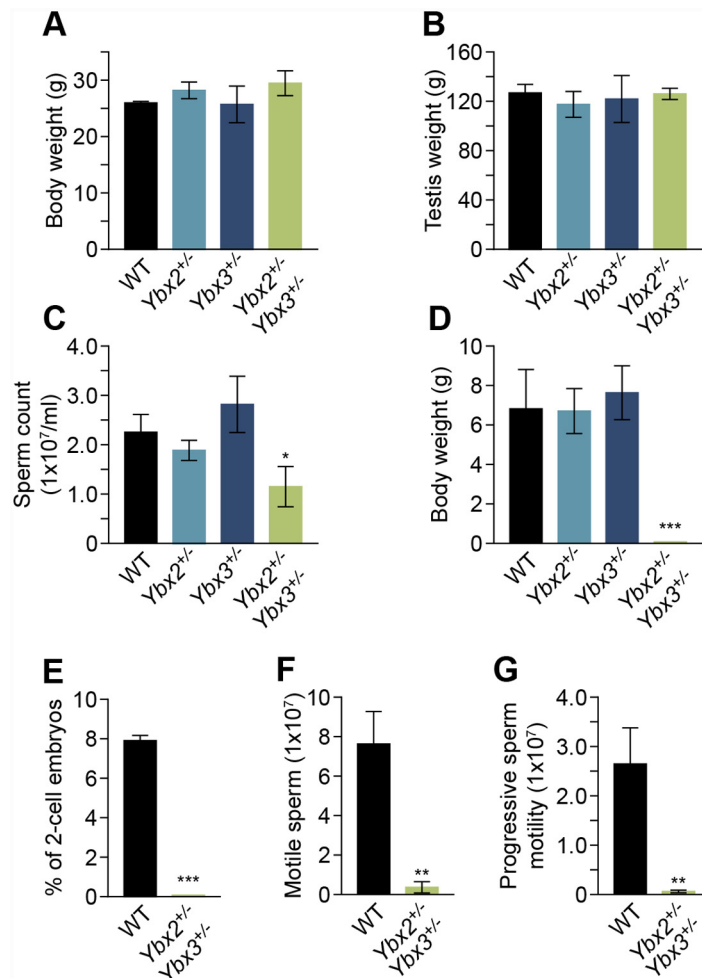 A
Body weight (g)
30
20
10
0
WT
Ybx2+/-
Ybx3+/-
Ybx2+/-
Ybx3+/-
B
Testis weight (g)
160
120
80
40
0
WT
Ybx2+/-
Ybx3+/-
Ybx2+/-
Ybx3+/-
C
Sperm count
(1x10⁷/ml)
4.0
3.0
2.0
1.0
0
*
WT
Ybx2+/-
Ybx3+/-
Ybx2+/-
Ybx3+/-
D
Body weight (g)
8
6
4
2
0
***
WT
Ybx2+/-
Ybx3+/-
Ybx2+/-
Ybx3+/-
E
% of 2-cell embryos
10
8
6
4
2
0
***
WT
Ybx2+/-
Ybx3+/-
F
Motile sperm (1x10⁷)
10
8
6
4
2
0
**
WT
Ybx2+/-
Ybx3+/-
G
Progressive sperm
motility (1x10⁷)
4.0
3.0
2.0
1.0
0
**
WT
Ybx2+/-
Ybx3+/-